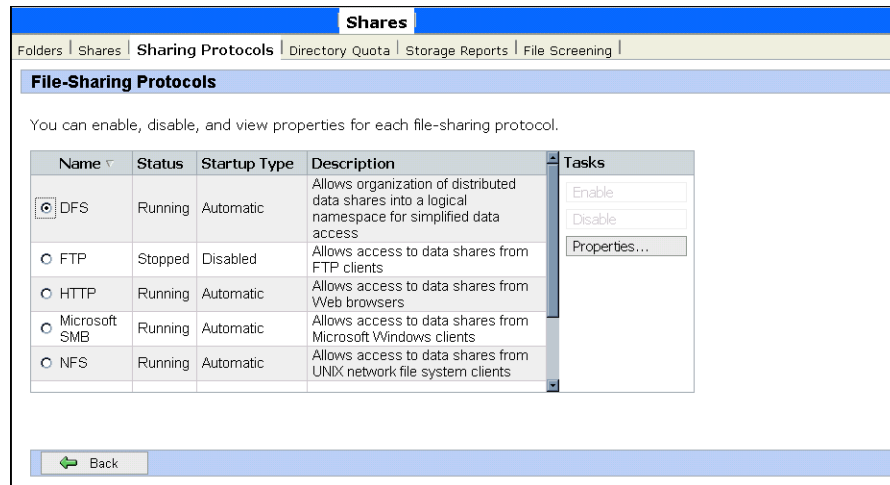 Shares
Folders | Shares | Sharing Protocols | Directory Quota | Storage Reports | File Screening |
File-Sharing Protocols
You can enable, disable, and view properties for each file-sharing protocol.
Name Status Startup Type Description Tasks
DFS Running Automatic Allows organization of distributed
data shares into a logical
namespace for simplified data
access
Enable
Disable
Properties...
FTP Stopped Disabled Allows access to data shares from
FTP clients
HTTP Running Automatic Allows access to data shares from
Web browsers
Microsoft
SMB Running Automatic Allows access to data shares from
Microsoft Windows clients
NFS Running Automatic Allows access to data shares from
UNIX network file system clients
Back